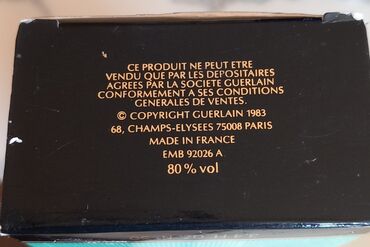 CE PRODUIT NE PEUT ETRE
VENDU QUE PAR LES DEPOSITAIRES
AGREES PAR LA SOCIETE GUERLAIN
CONFORMEMENT A SES CONDITIONS
GENERALES DE VENTES.
© COPYRIGHT GUERLAIN 1983
68, CHAMPS-ELYSEES 75008 PARIS
MADE IN FRANCE
EMB 92026 A
80 % vol